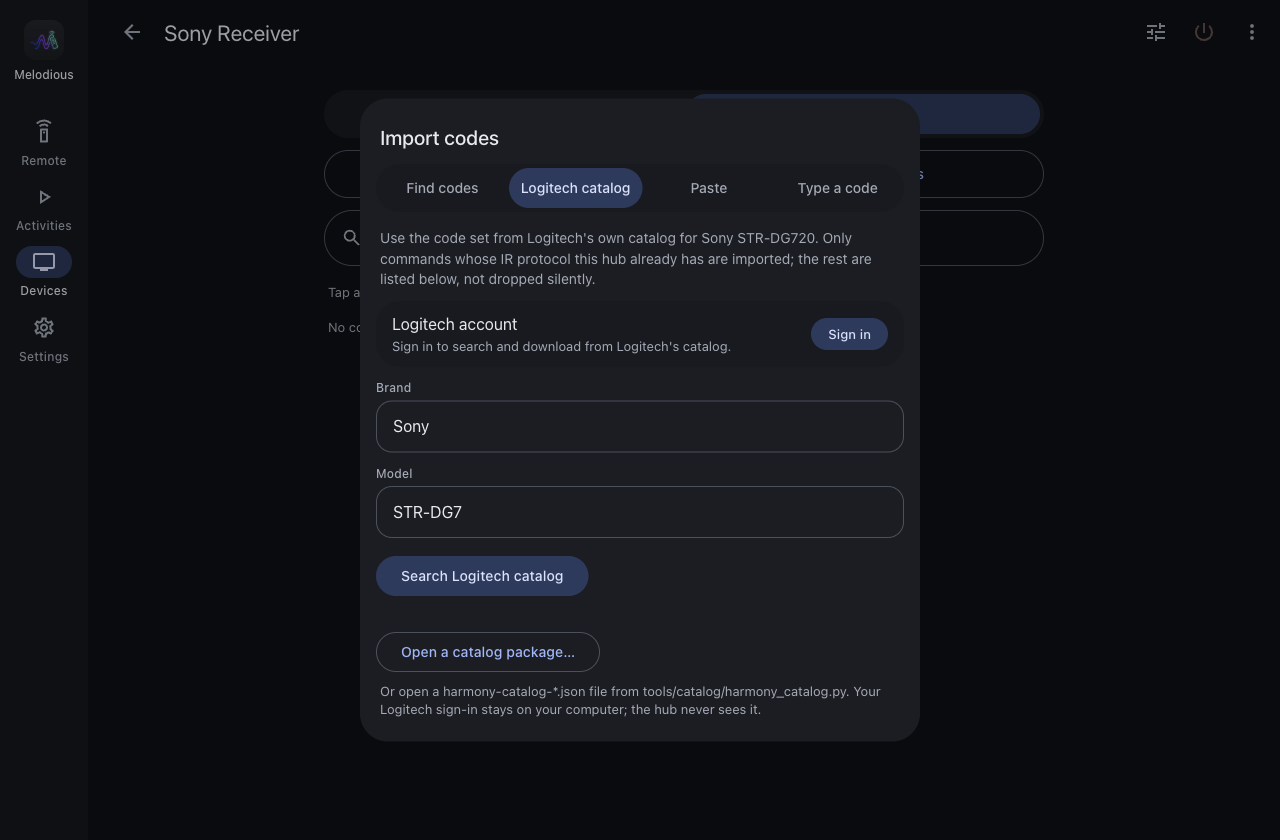 Sony Receiver
Melodious
Remote
Activities
Devices
Settings
Tap a
No co
s
Import codes
Find codes
Logitech catalog
Paste
Type a code
Use the code set from Logitech's own catalog for Sony STR-DG720. Only
commands whose IR protocol this hub already has are imported; the rest are
listed below, not dropped silently.
Logitech account
Sign in to search and download from Logitech's catalog.
Sign in
Brand
Sony
Model
STR-DG7
Search Logitech catalog
Open a catalog package...
Or open a harmony-catalog-*.json file from tools/catalog/harmony_catalog.py. Your
Logitech sign-in stays on your computer; the hub never sees it.